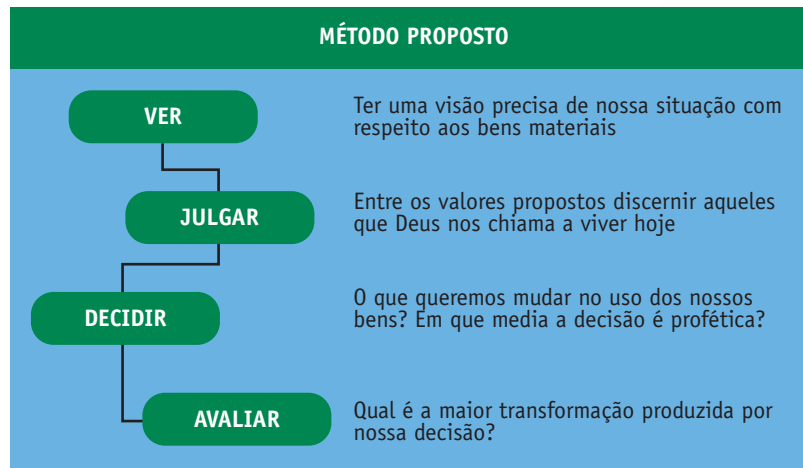 MÉTODO PROPOSTO
VER
Ter uma visão precisa de nossa situação com
respeito aos bens materiais
JULGAR
Entre os valores propostos discernir aqueles
que Deus nos chiama a viver hoje
DECIDIR
O que queremos mudar no uso dos nossos
bens? Em que media a decisão é profética?
AVALIAR
Qual é a maior transformação produzida por
nossa decisão?